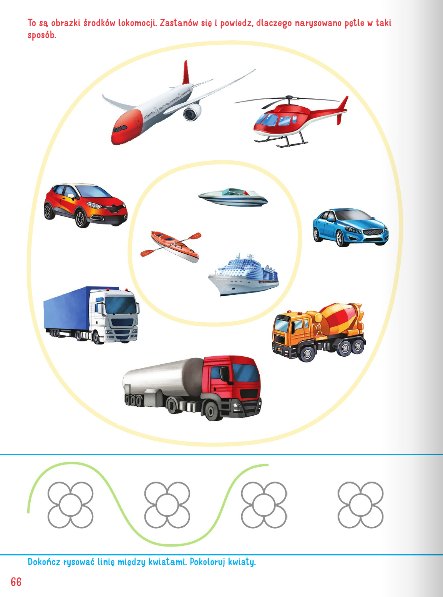 To są obrazki środków lokomocji. Zastanów się i powiedz, dlaczego narysowano pętle w taki
sposób.
Dokończ rysować linię między kwiatami. Pokoloruj kwiaty.
66